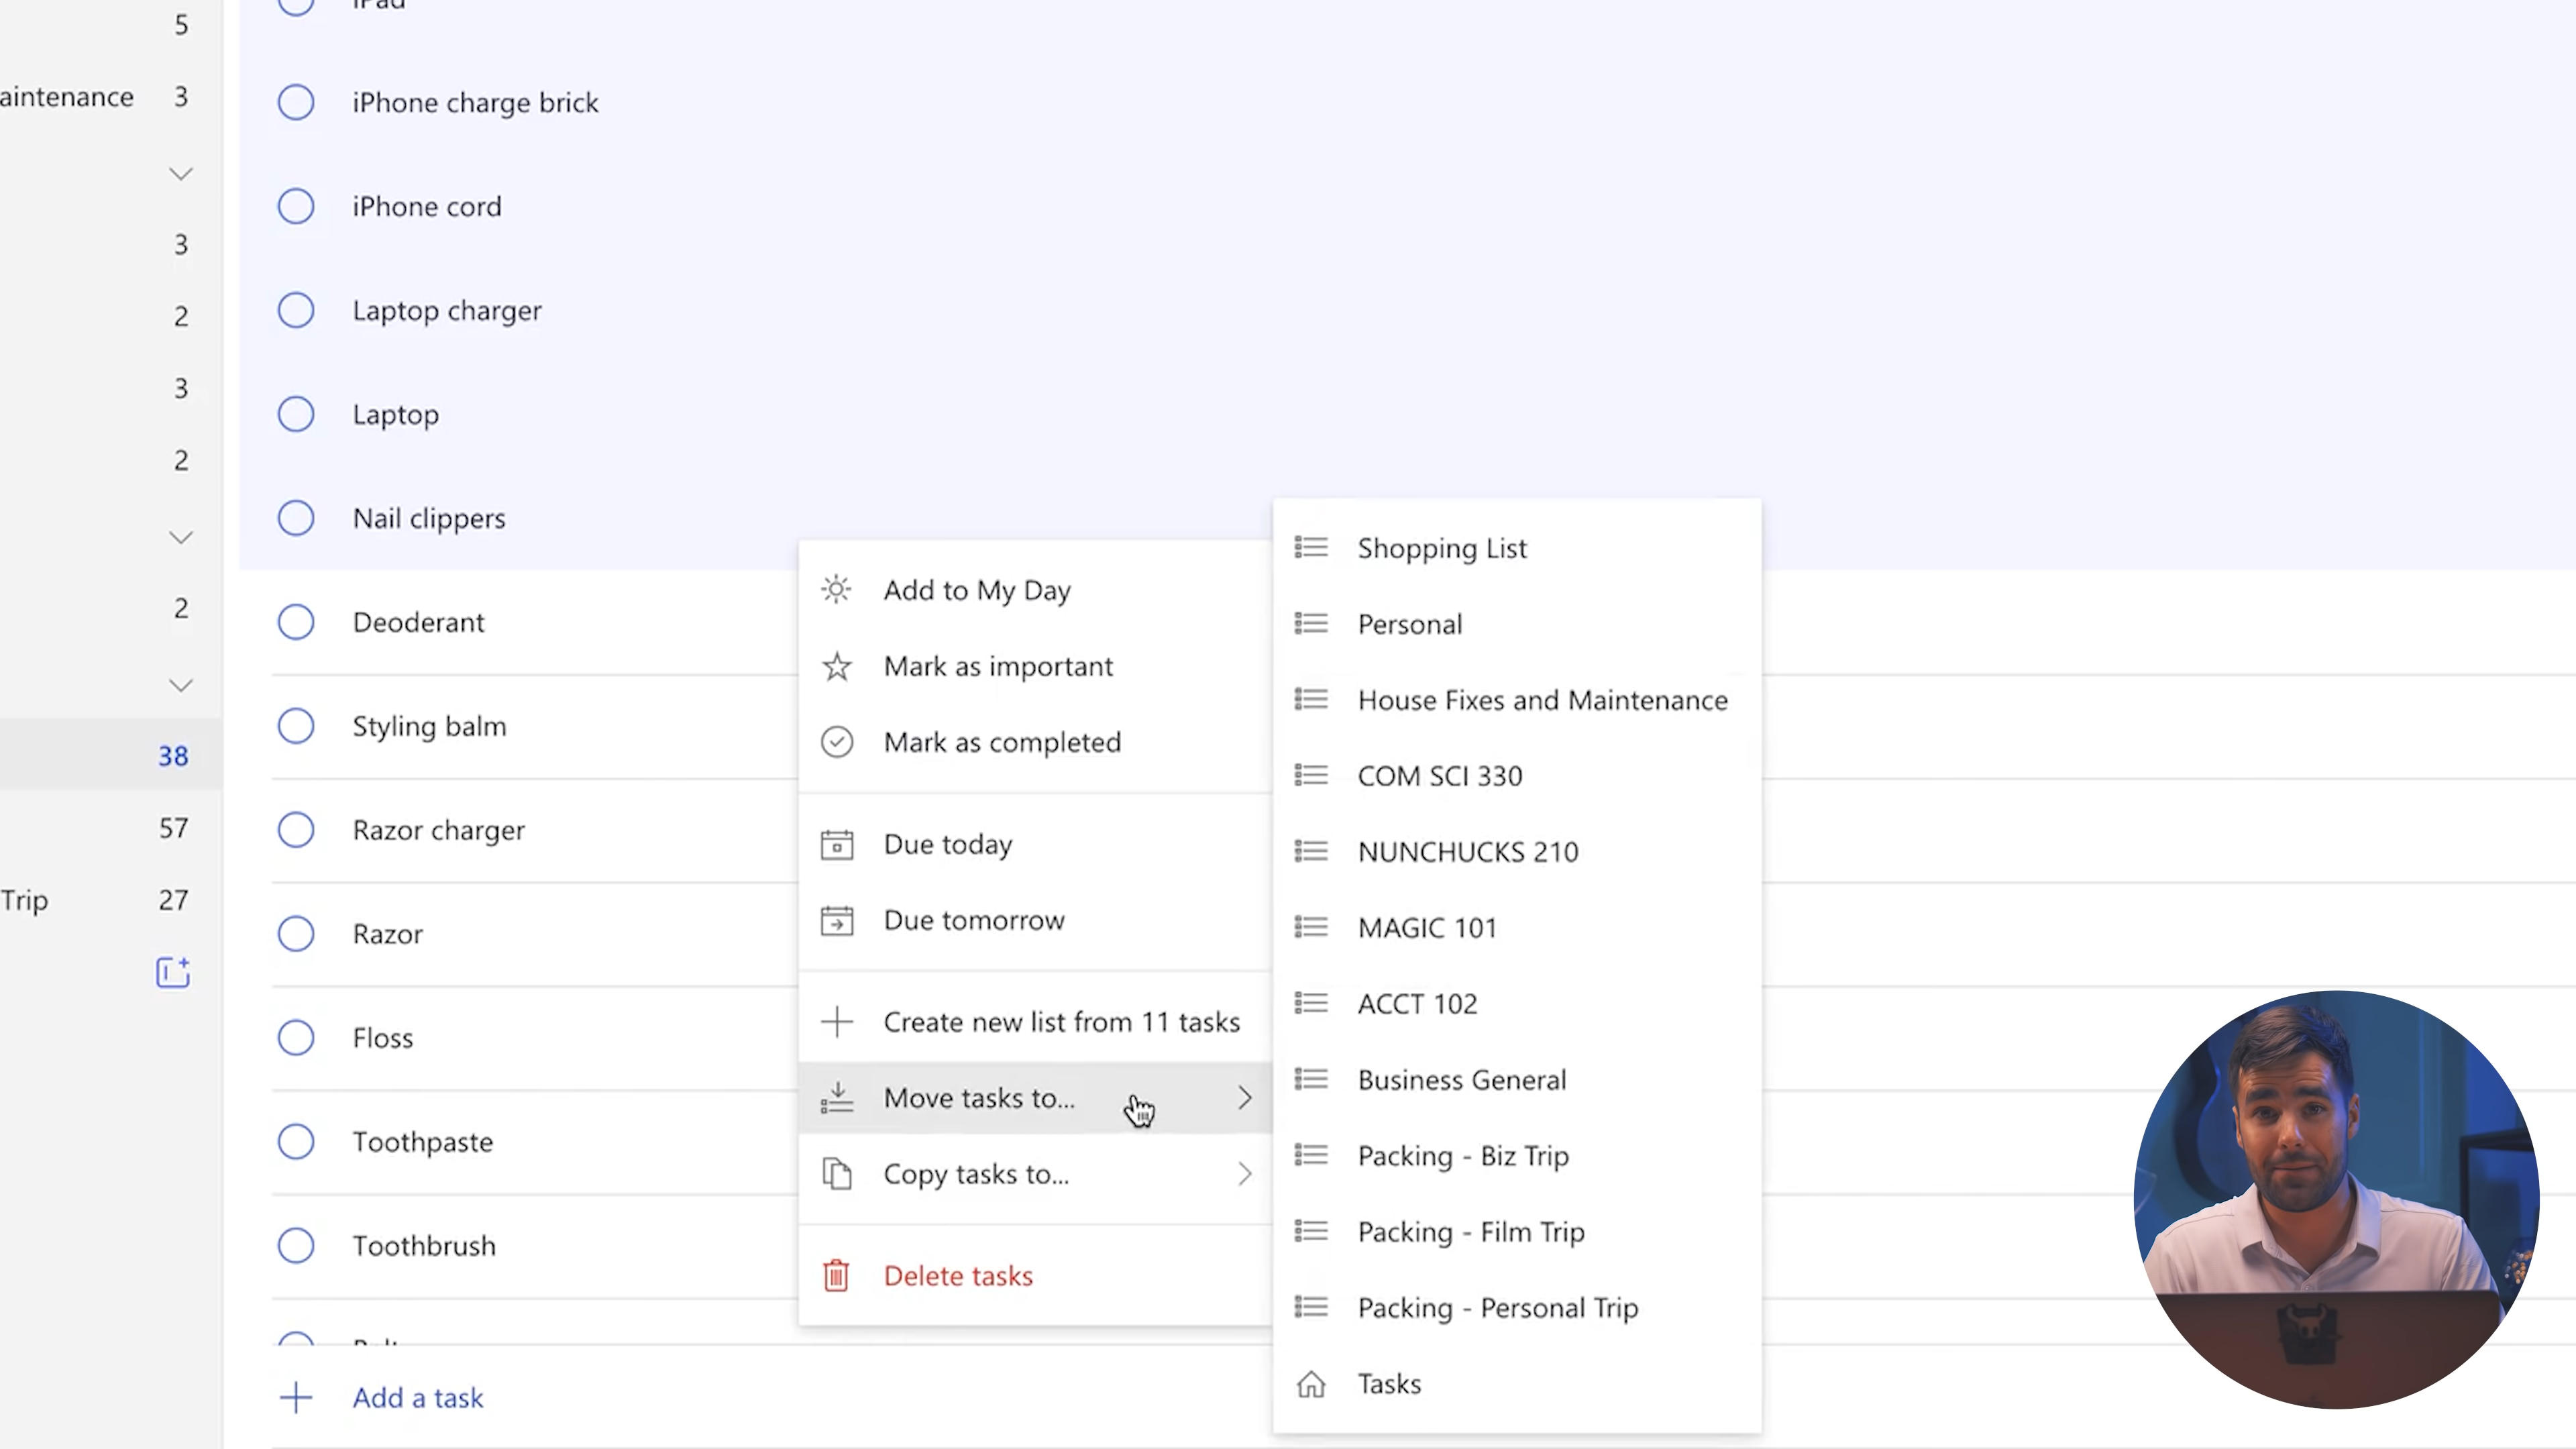 5
aintenance 3
3
2
3
2
2
38
57
Trip 27
iPad
iPhone charge brick
iPhone cord
Laptop charger
Laptop
Nail clippers
Deoderant
Styling balm
Razor charger
Razor
Floss
Toothpaste
Toothbrush
Add a task
Add to My Day
Mark as important
Mark as completed
Due today
Due tomorrow
Create new list from 11 tasks
Move tasks to...
Copy tasks to...
Delete tasks
Shopping List
Personal
House Fixes and Maintenance
COM SCI 330
NUNCHUCKS 210
MAGIC 101
ACCT 102
Business General
Packing - Biz Trip
Packing - Film Trip
Packing - Personal Trip
Tasks